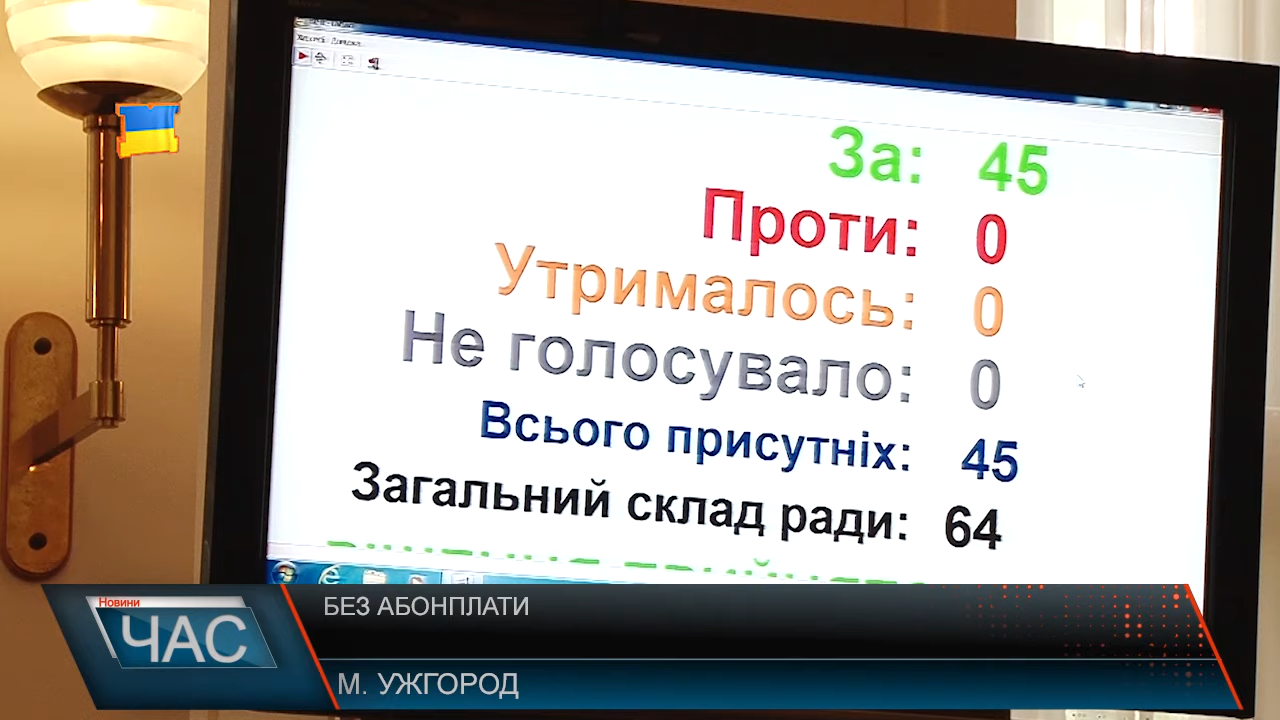 За: 45
Проти: 0
Утрималось: 0
Не голосувало: 0
Всього присутніх: 45
Загальний склад ради: 64
Новини
ЧАС
БЕЗ АБОНПЛАТИ
М. УЖГОРОД